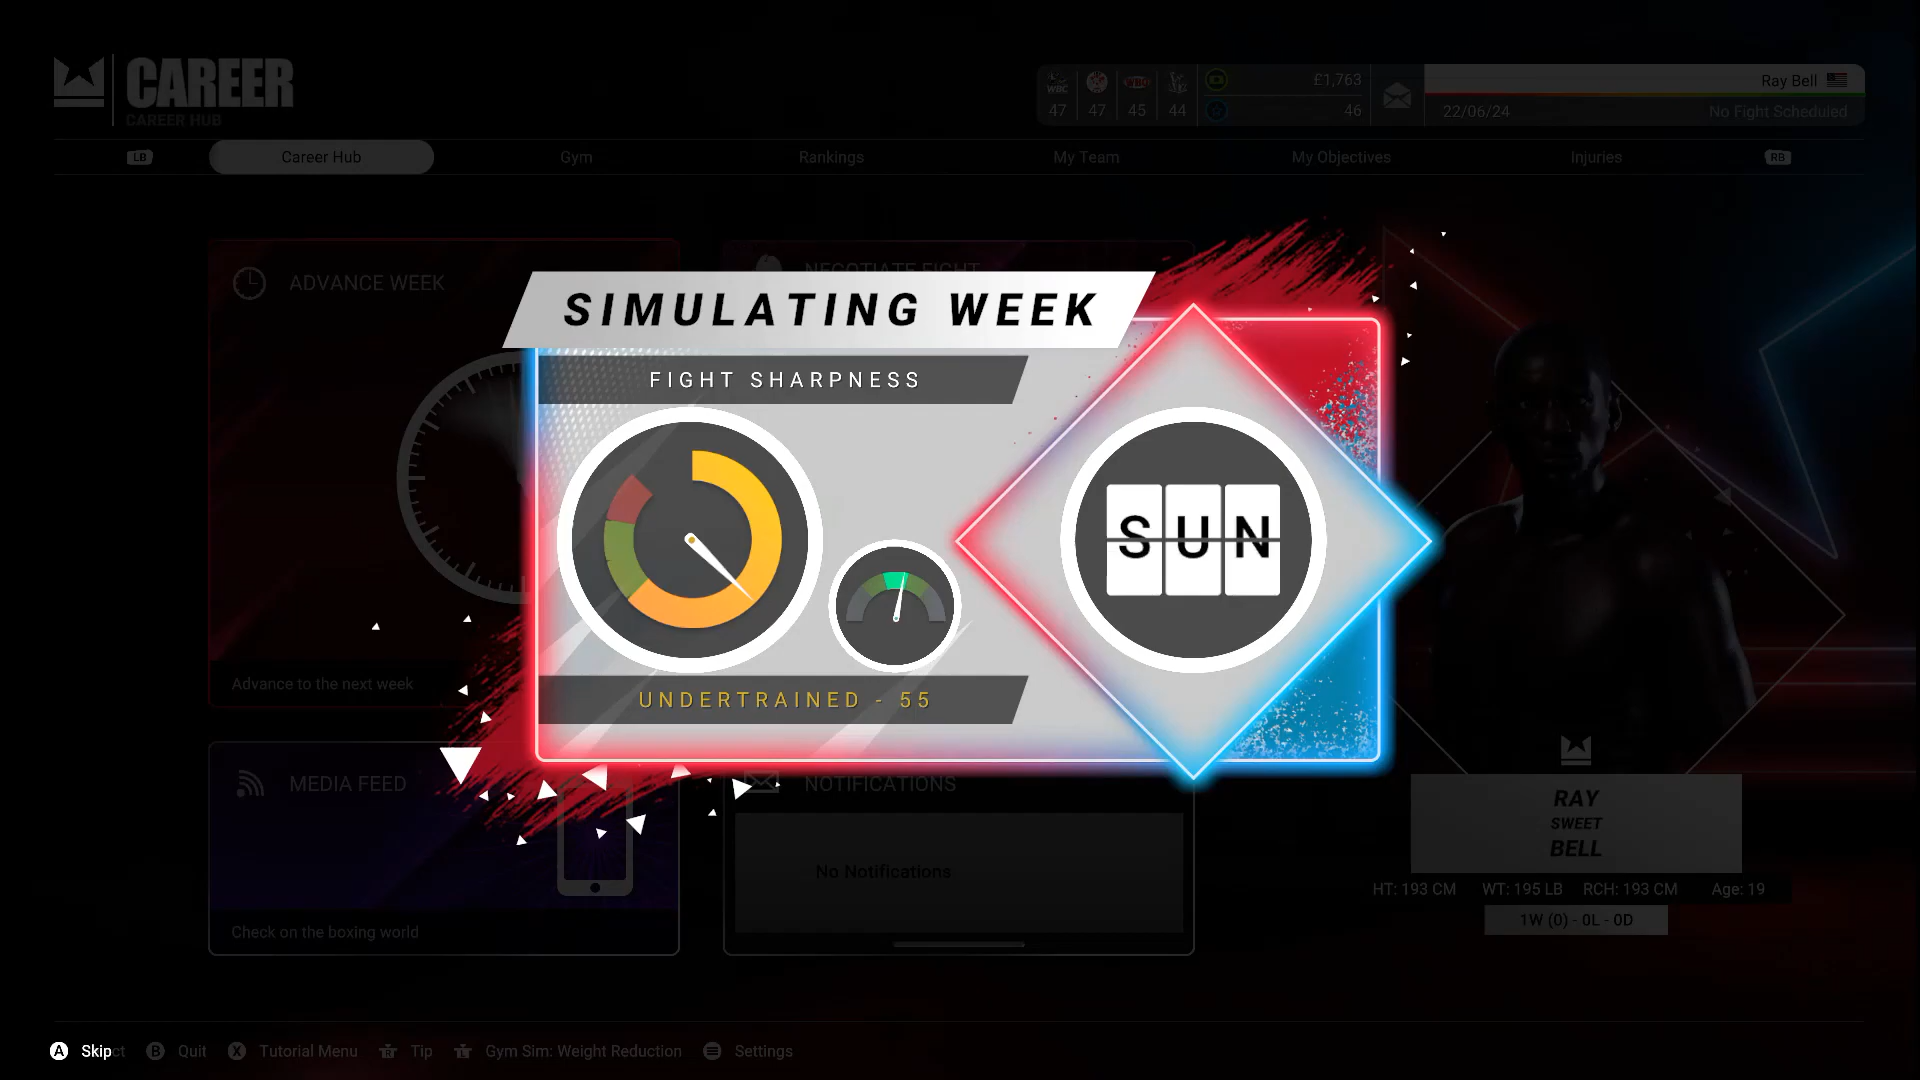 CAREER
CAREER HUB
WBC
47
47
45
44
£1,763
46
Ray Bell
22/06/24
No Fight Scheduled
LB
Career Hub
Gym
Rankings
My Team
My Objectives
Injuries
RB
ADVANCE WEEK
NEGOTIATE FIGHT
SIMULATING WEEK
FIGHT SHARPNESS
SUN
UNDERTRAINED - 55
Advance to the next week
MEDIA FEED
Check on the boxing world
NOTIFICATIONS
No Notifications
RAY
SWEET
BELL
HT: 193 CM WT: 195 LB RCH: 193 CM Age: 19
1W (0) - 0L - 0D
A Skip
B Quit
X Tutorial Menu
R Tip
L Gym Sim: Weight Reduction
Settings